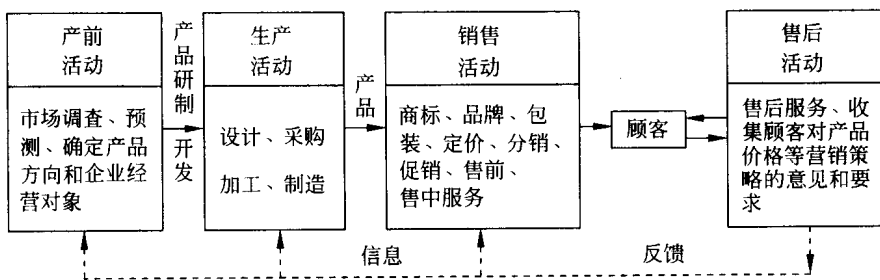 产前
活动
市场调查、预
测、确定产品
方向和企业经
营对象
产品研制
开发
生产
活动
设计、采购
加工、制造
产品
销售
活动
商标、品牌、包
装、定价、分销、
促销、售前、
售中服务
顾客
售后
活动
售后服务、收
集顾客对产品
价格等营销策
略的意见和要
求
信息
反馈